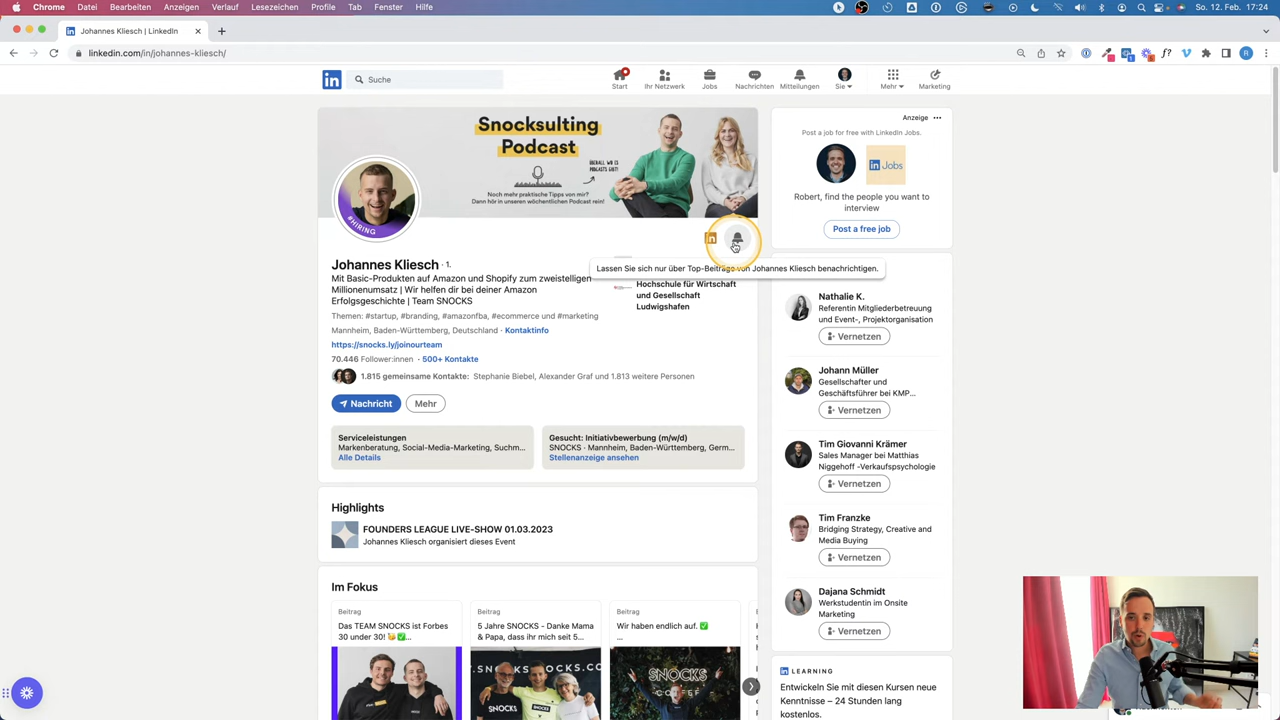 Chrome Ablage Bearbeiten Anzeigen Verlauf Lesezeichen Profile Tab Fenster Hilfe
So. 12. Feb. 17:24
Johannes Kliesch | LinkedIn
linkedin.com/in/johannes-kliesch/
Suche
Start
Ihr Netzwerk
Jobs
Nachrichten
Mitteilungen
Sie
Mehr
Marketing
Snocksulting
Podcast
ÜBERALL WO ES
PODCASTS GIBT!
Noch mehr praktische Tipps von mir?
Dann hör in unseren wöchentlichen Podcast rein!
#HIRING
Lassen Sie sich nur über Top-Beiträge von Johannes Kliesch benachrichtigen.
Johannes Kliesch · 1.
Mit Basic-Produkten auf Amazon und Shopify zum zweistelligen
Millionenumsatz | Wir helfen dir bei deiner Amazon
Erfolgsgeschichte | Team SNOCKS
Hochschule für Wirtschaft
und Gesellschaft
Ludwigshafen
Themen: #startup, #branding, #amazonfba, #ecommerce und #marketing
Mannheim, Baden-Württemberg, Deutschland · Kontaktinfo
https://snocks.ly/joinourteam
70.446 Follower:innen · 500+ Kontakte
1.815 gemeinsame Kontakte: Stephanie Biebel, Alexander Graf und 1.813 weitere Personen
Nachricht
Mehr
Serviceleistungen
Markenberatung, Social-Media-Marketing, Suchm...
Alle Details
Gesucht: Initiativbewerbung (m/w/d)
SNOCKS · Mannheim, Baden-Württemberg, Germ...
Stellenanzeige ansehen
Highlights
FOUNDERS LEAGUE LIVE-SHOW 01.03.2023
Johannes Kliesch organisiert dieses Event
Im Fokus
Beitrag
Das TEAM SNOCKS ist Forbes
30 under 30! 😘✅...
Beitrag
5 Jahre SNOCKS - Danke Mama
& Papa, dass ihr mich seit 5...
Beitrag
Wir haben endlich auf. ✅
...
SNOCKS
COFFEE
Anzeige
Post a job for free with LinkedIn Jobs.
in Jobs
Robert, find the people you want to
interview
Post a free job
Nathalie K.
Referentin Mitgliederbetreuung
und Event-, Projektorganisation
Vernetzen
Johann Müller
Gesellschafter und
Geschäftsführer bei KMP...
Vernetzen
Tim Giovanni Krämer
Sales Manager bei Matthias
Niggehoff -Verkaufspsychologie
Vernetzen
Tim Franzke
Bridging Strategy, Creative and
Media Buying
Vernetzen
Dajana Schmidt
Werkstudentin im Onsite
Marketing
Vernetzen
LEARNING
Entwickeln Sie mit diesen Kursen neue
Kenntnisse – 24 Stunden lang
kostenlos.